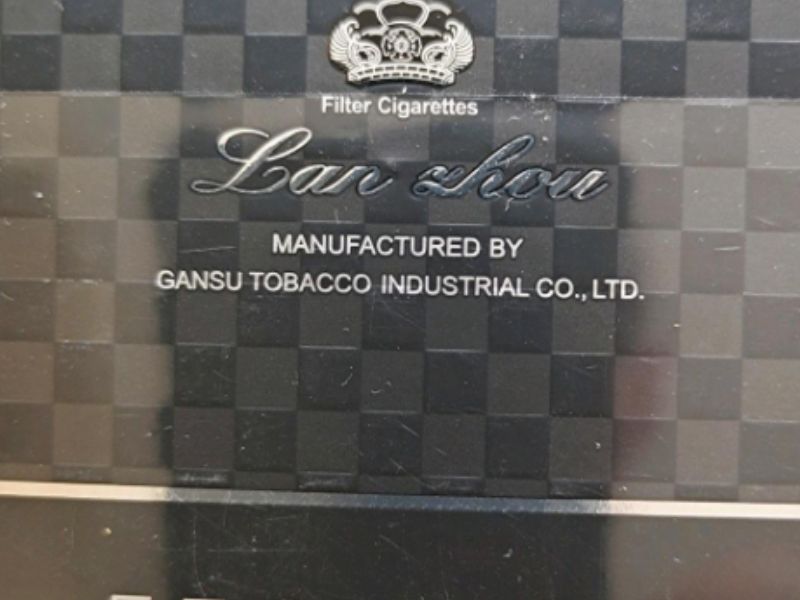 Filter Cigarettes
Lan zhou
MANUFACTURED BY
GANSU TOBACCO INDUSTRIAL CO., LTD.